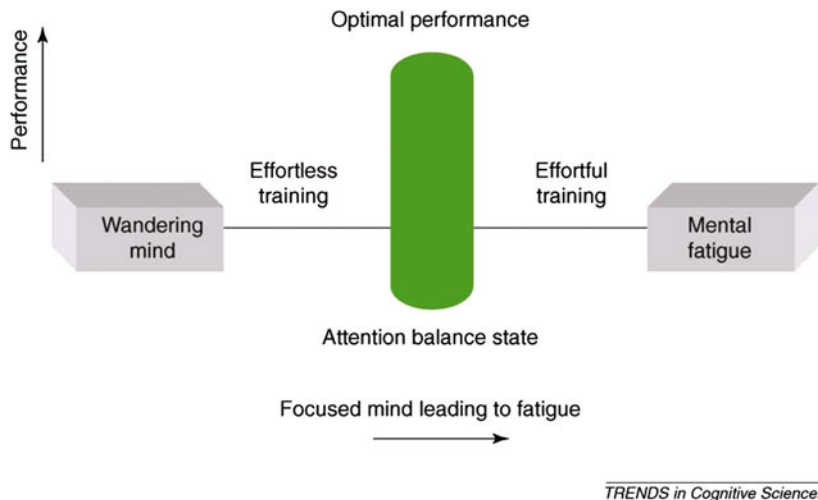 Optimal performance
Performance
Effortless
training
Effortful
training
Wandering
mind
Mental
fatigue
Attention balance state
Focused mind leading to fatigue
TRENDS in Cognitive Sciences